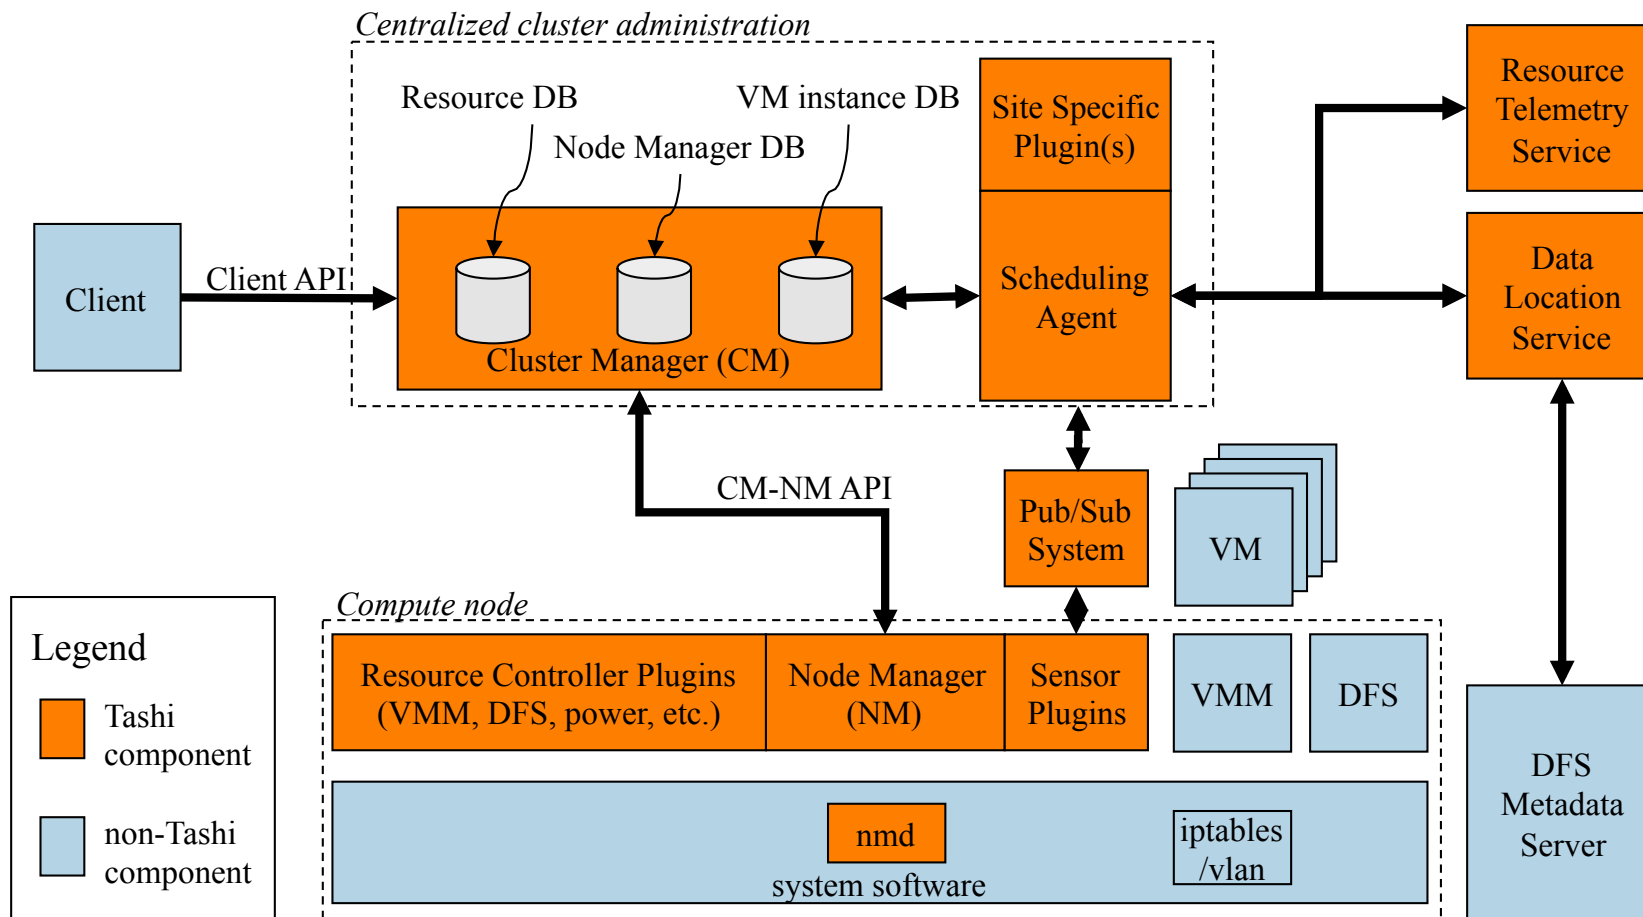 Centralized cluster administration
Resource DB
VM instance DB
Node Manager DB
Site Specific
Plugin(s)
Resource
Telemetry
Service
Client
Client API
Cluster Manager (CM)
Scheduling
Agent
Data
Location
Service
CM-NM API
Pub/Sub
System
VM
Compute node
Resource Controller Plugins
(VMM, DFS, power, etc.)
Node Manager
(NM)
Sensor
Plugins
VMM
DFS
nmd
system software
iptables
/vlan
DFS
Metadata
Server
Legend
Tashi
component
non-Tashi
component